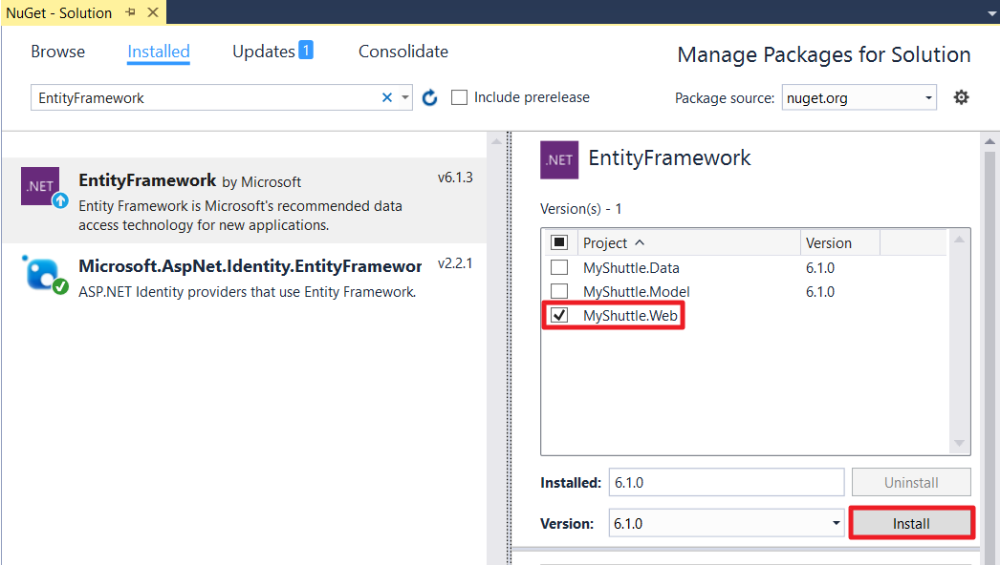 NuGet - Solution
Browse Installed Updates 1 Consolidate
Manage Packages for Solution
EntityFramework
Include prerelease
Package source: nuget.org
.NET
EntityFramework by Microsoft
v6.1.3
Entity Framework is Microsoft's recommended data
access technology for new applications.
Microsoft.AspNet.Identity.EntityFramewor
v2.2.1
ASP.NET Identity providers that use Entity Framework.
.NET
EntityFramework
Version(s) - 1
Project Version
MyShuttle.Data 6.1.0
MyShuttle.Model 6.1.0
MyShuttle.Web
Installed: 6.1.0 Uninstall
Version: 6.1.0 Install